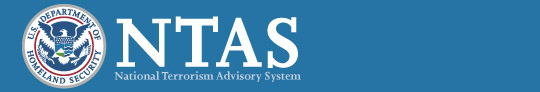 U.S. DEPARTMENT OF
HOMELAND SECURITY
NTAS
National Terrorism Advisory System